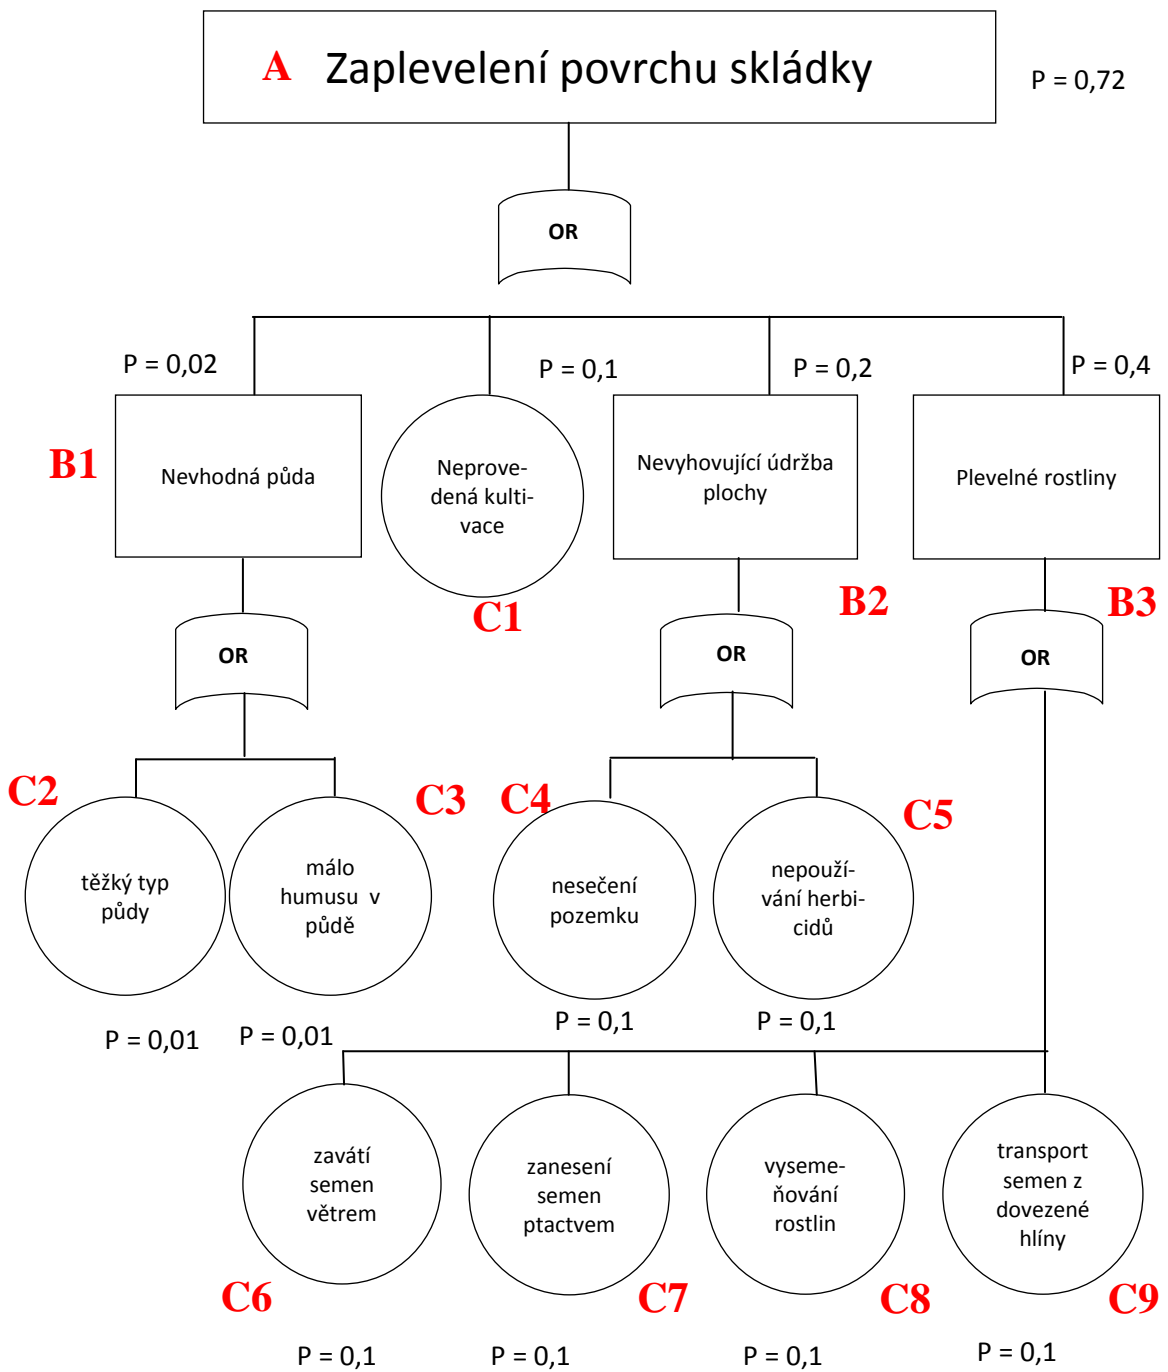 A Zaplevelení povrchu skládky
P = 0,72
OR
P = 0,02
P = 0,1
P = 0,2
P = 0,4
B1
Nevhodná půda
Neprove-
dená kulti-
vace
C1
Nevyhovující údržba
plochy
B2
Plevelné rostliny
B3
OR
OR
OR
C2
těžký typ
půdy
P = 0,01
C3
málo
humusu v
půdě
P = 0,01
C4
nesečení
pozemku
P = 0,1
C5
nepouží-
vání herbi-
cidů
P = 0,1
zavátí
semen
větrem
C6
P = 0,1
zanesení
semen
ptactvem
C7
P = 0,1
vyseme-
ňování
rostlin
C8
P = 0,1
transport
semen z
dovezené
hlíny
C9
P = 0,1